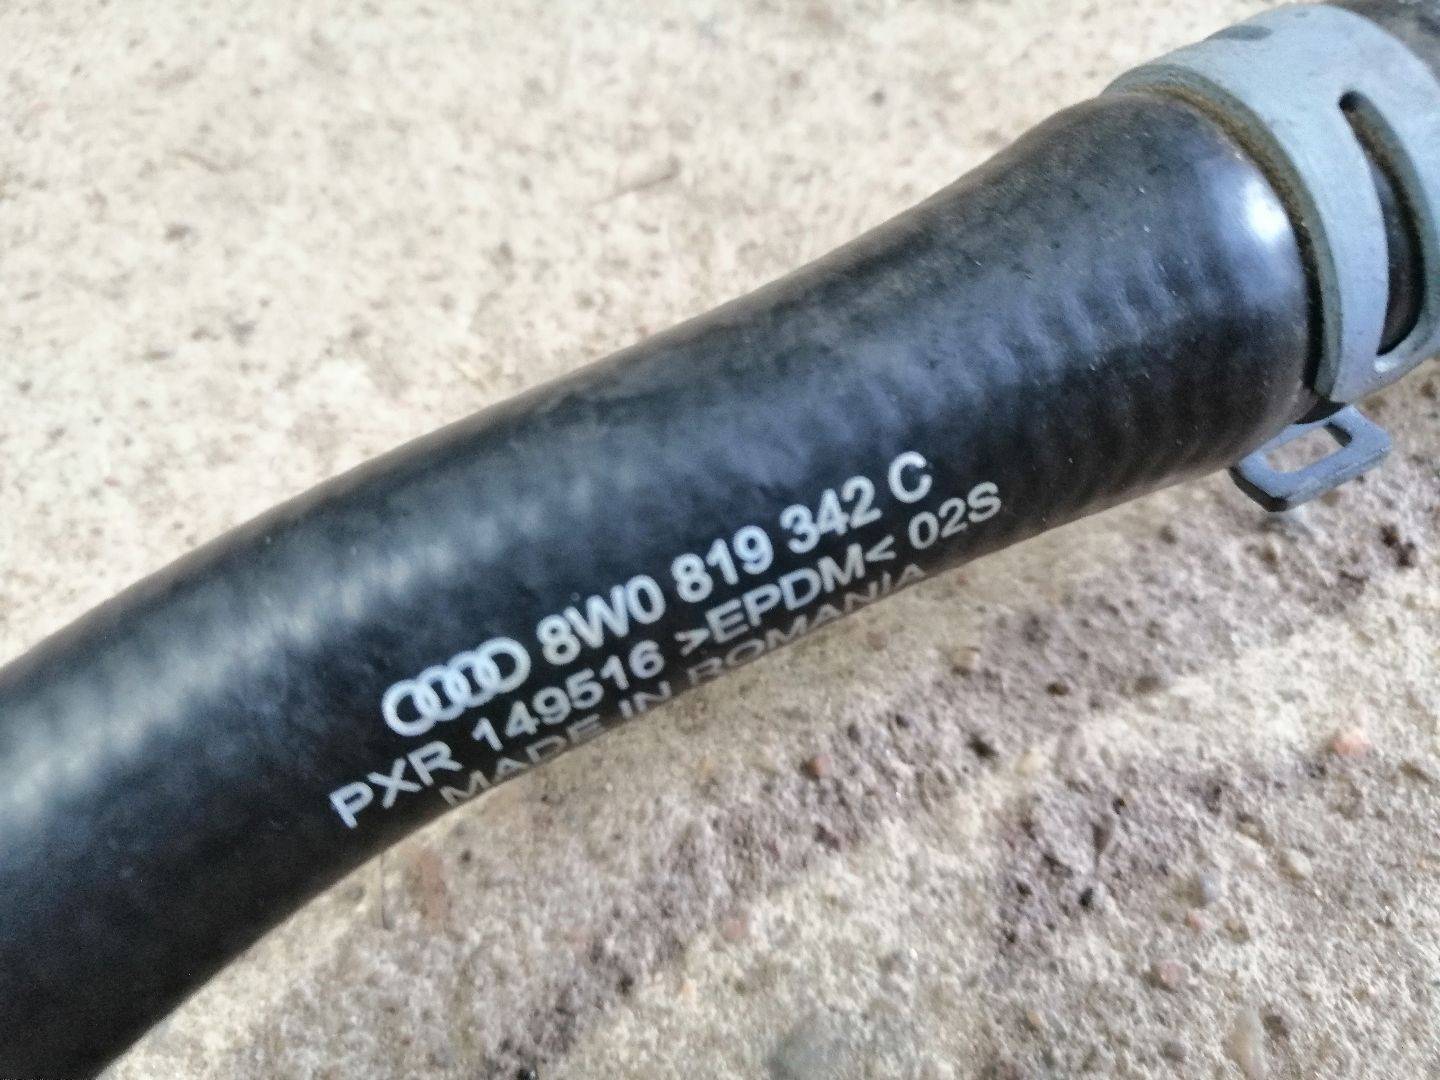 8W0 819 342 C
PXR 149516 >EPDM< 02S
MADE IN ROMANIA